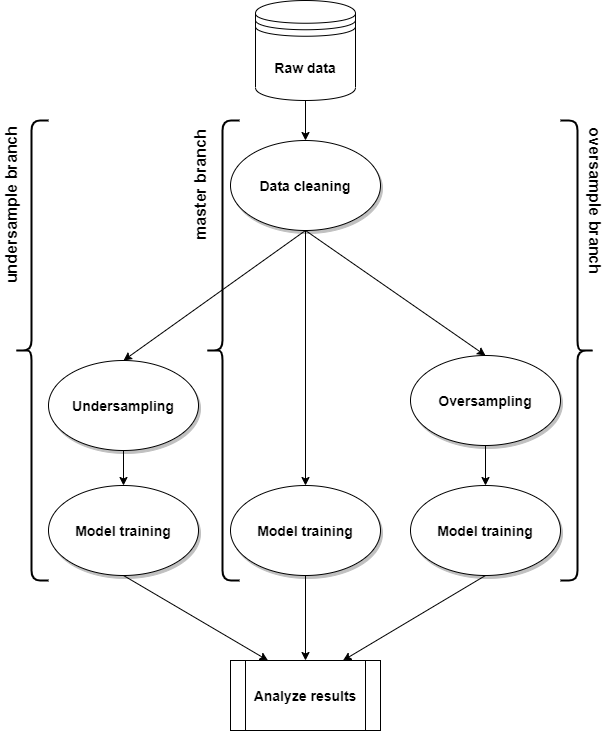 Raw data
undersample branch
master branch
oversample branch
Data cleaning
Undersampling
Oversampling
Model training
Model training
Model training
Analyze results